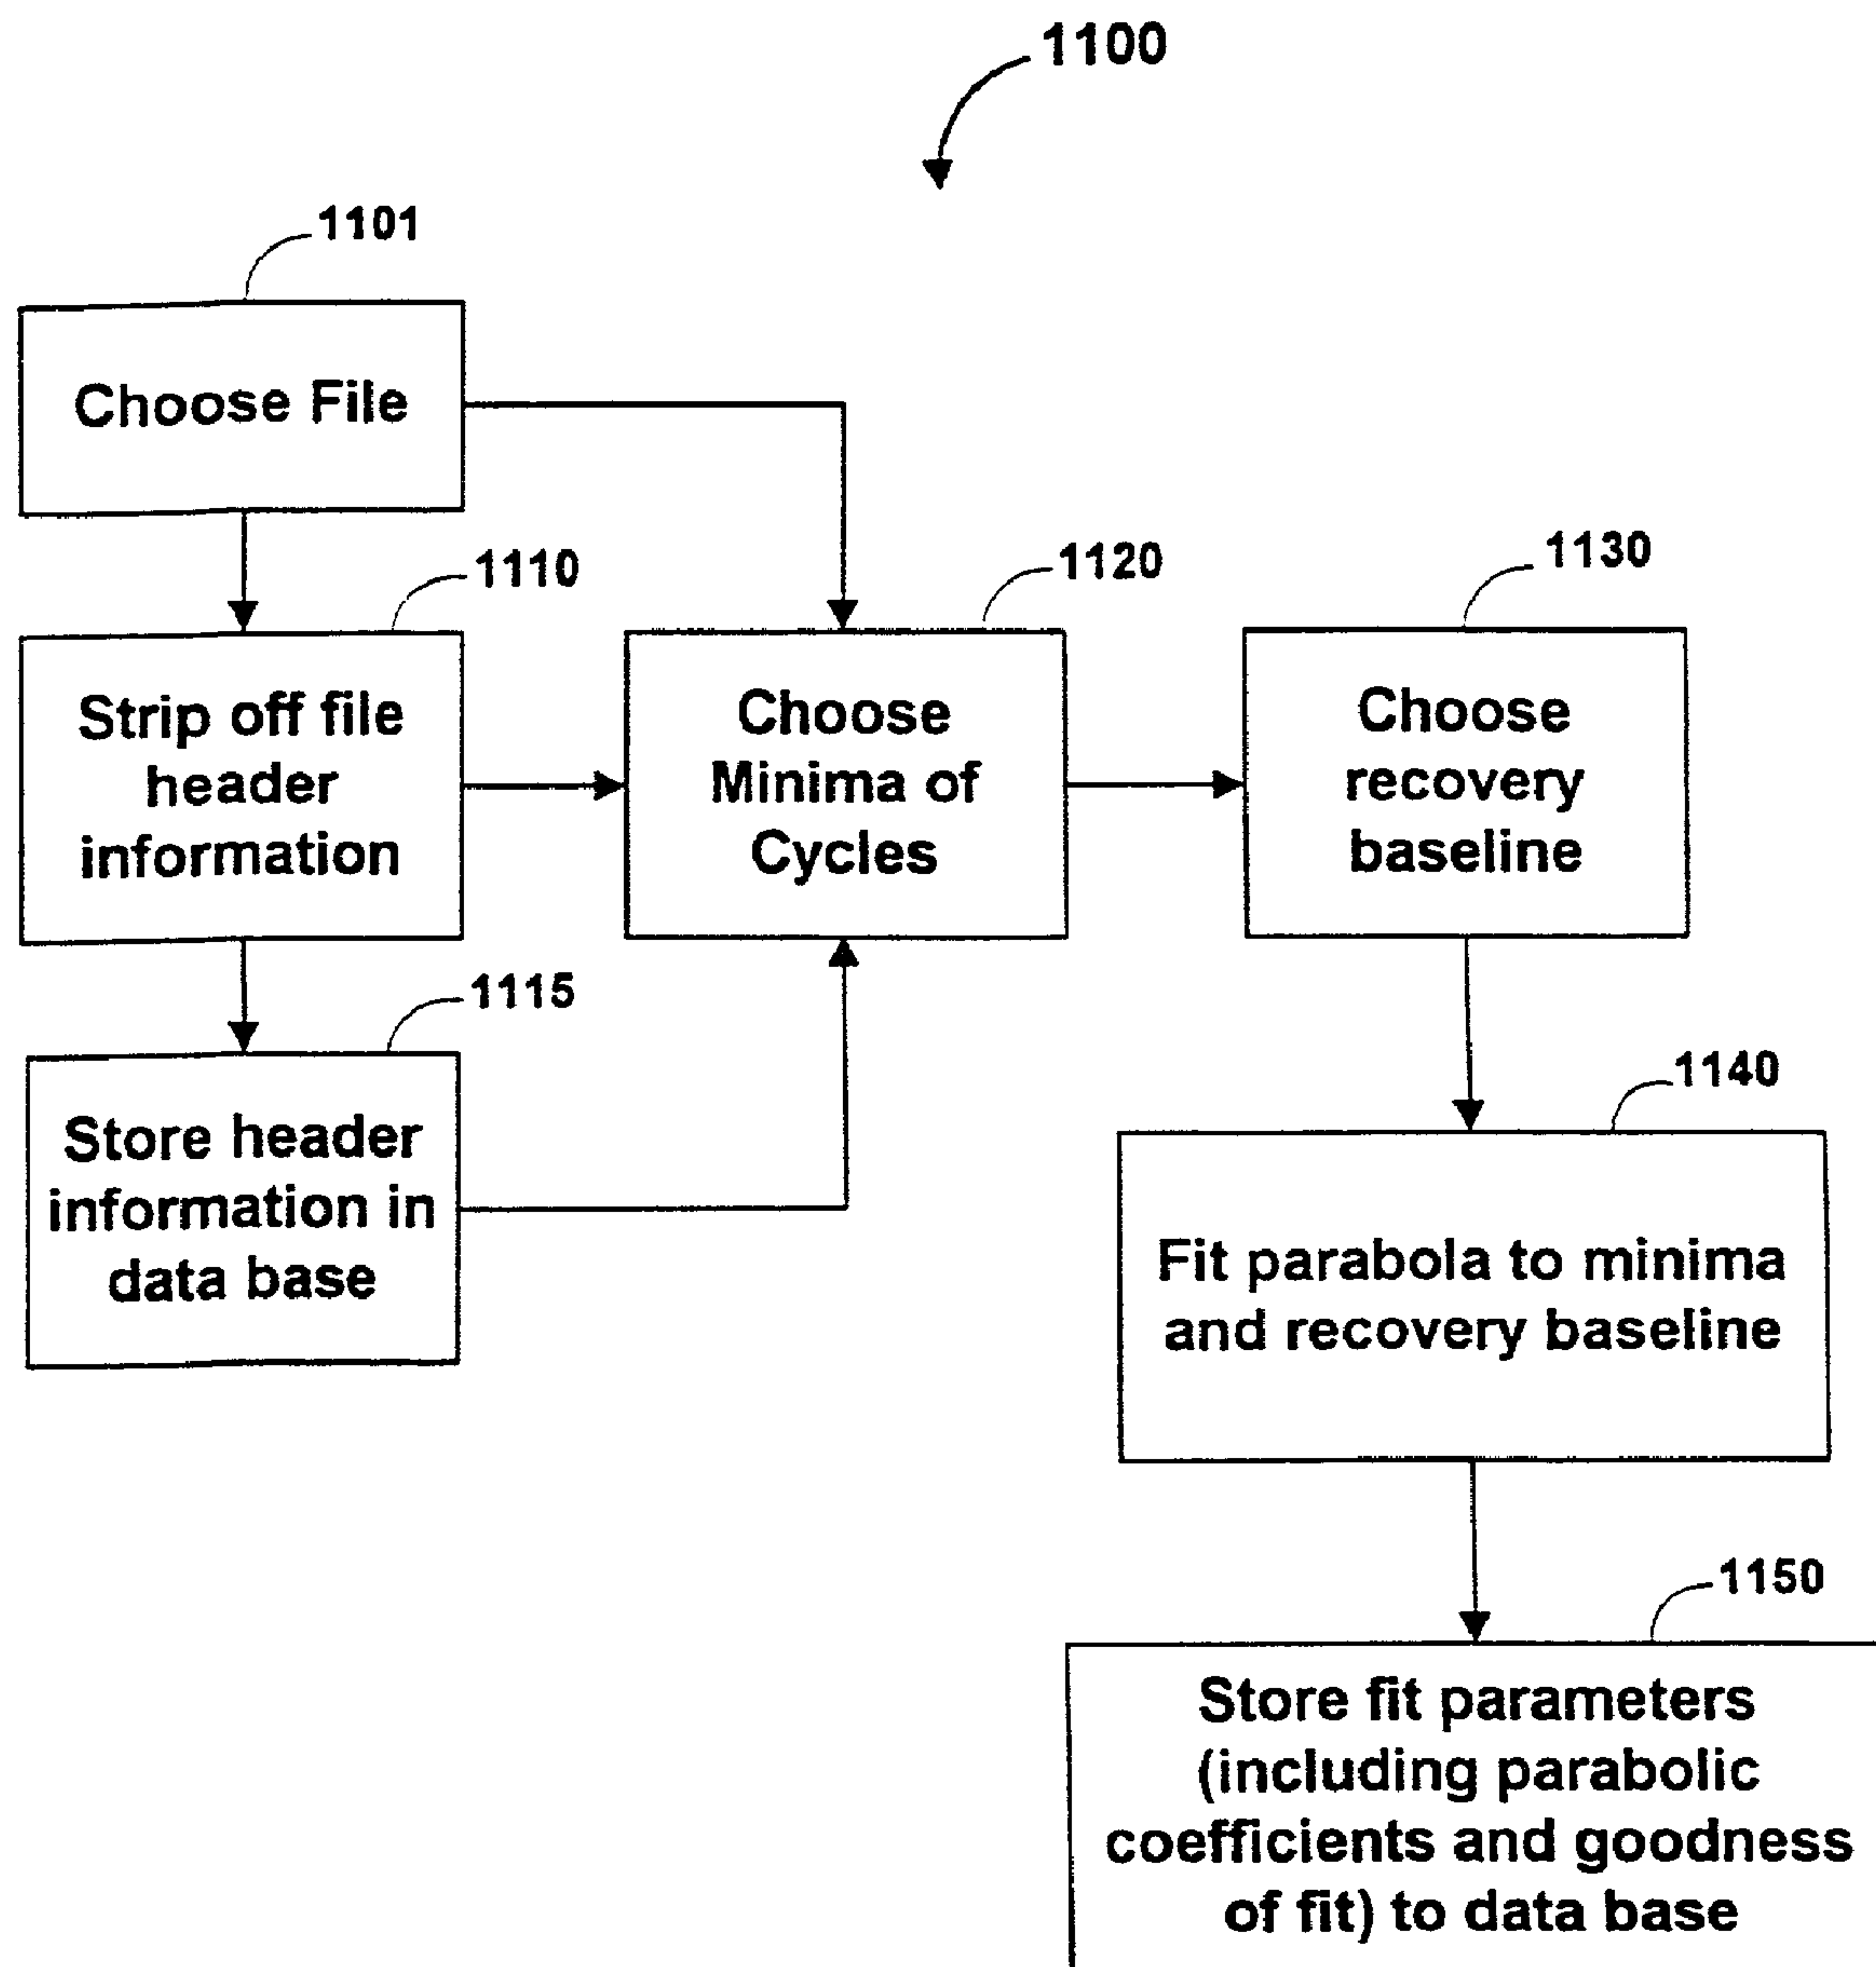 1100
1101
Choose File
1110
Strip off file
header
information
1120
Choose
Minima of
Cycles
1130
Choose
recovery
baseline
1115
Store header
information in
data base
1140
Fit parabola to minima
and recovery baseline
1150
Store fit parameters
(including parabolic
coefficients and goodness
of fit) to data base